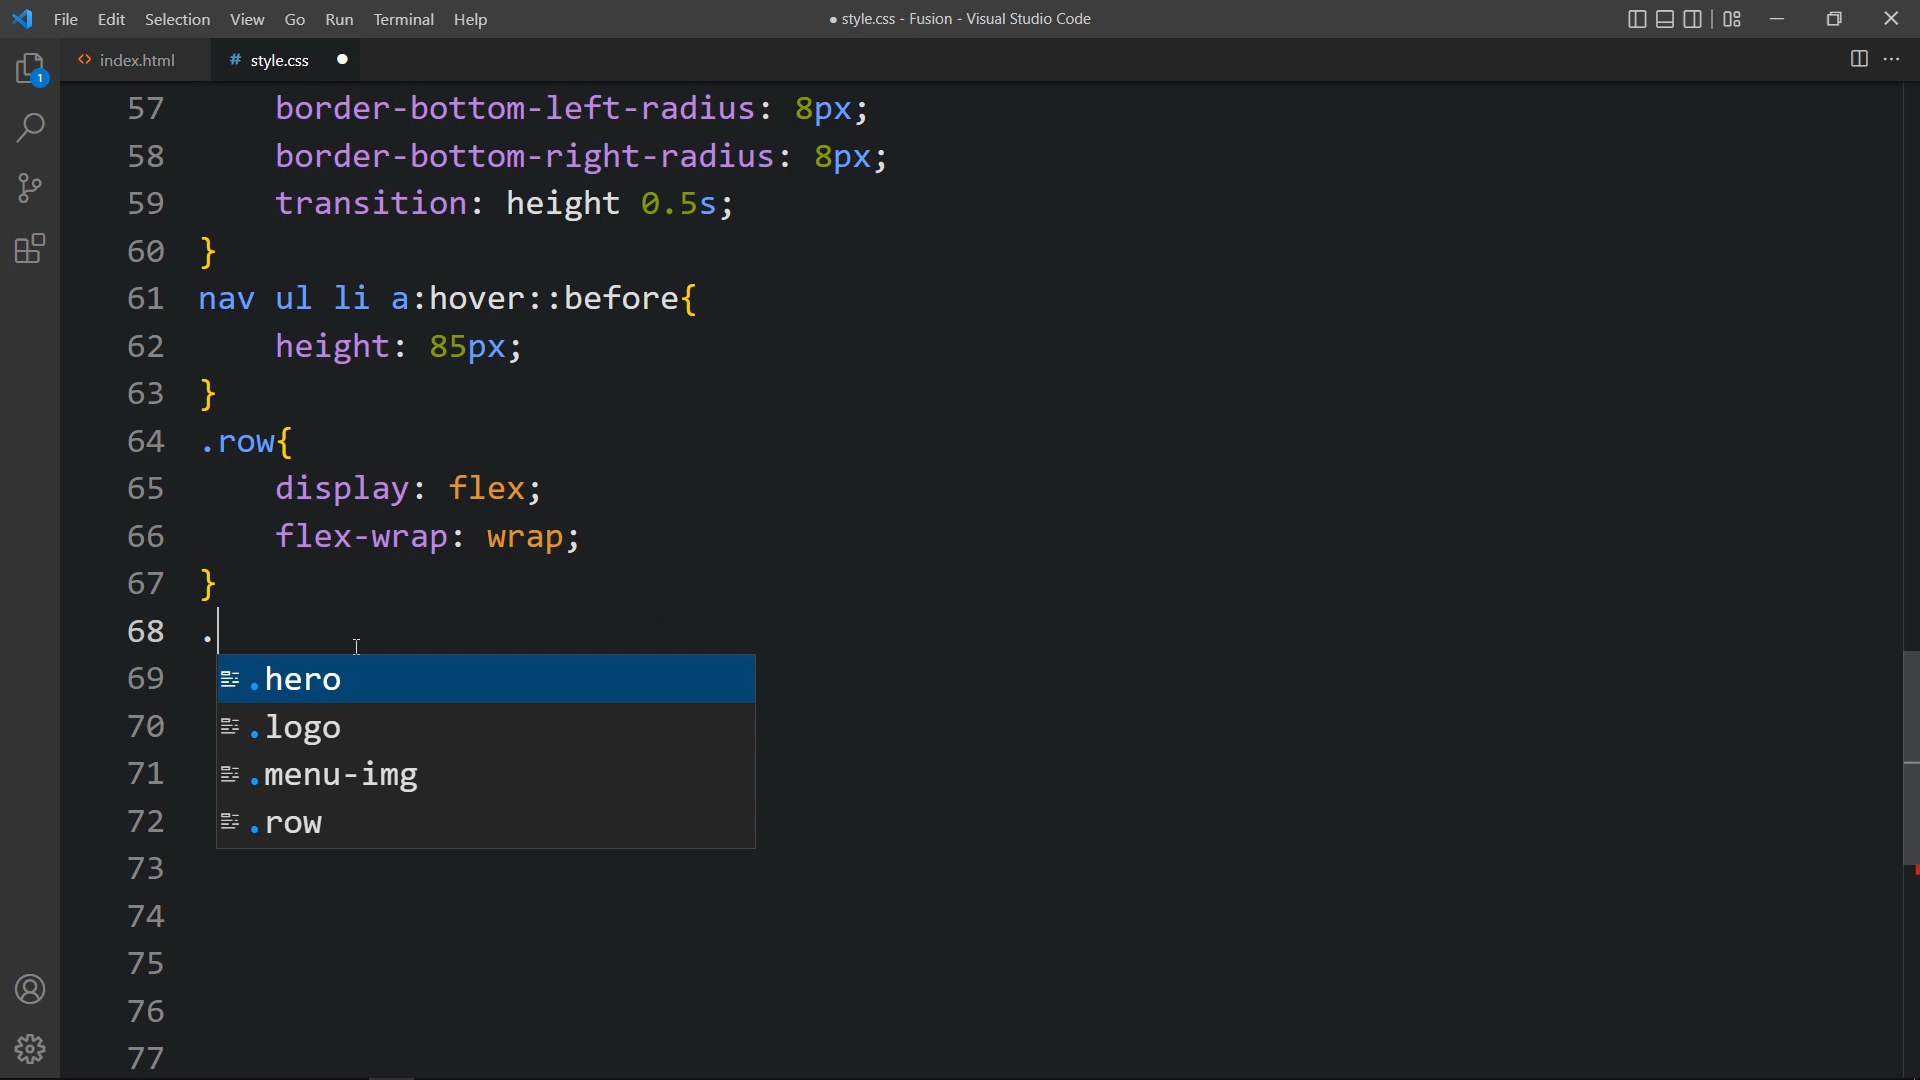 File Edit Selection View Go Run Terminal Help
● style.css - Fusion - Visual Studio Code
1
<> index.html
# style.css ●
57 border-bottom-left-radius: 8px;
58 border-bottom-right-radius: 8px;
59 transition: height 0.5s;
60 }
61 nav ul li a:hover::before{
62 height: 85px;
63 }
64 .row{
65 display: flex;
66 flex-wrap: wrap;
67 }
68 .
69 .hero
70 .logo
71 .menu-img
72 .row
73
74
75
76
77